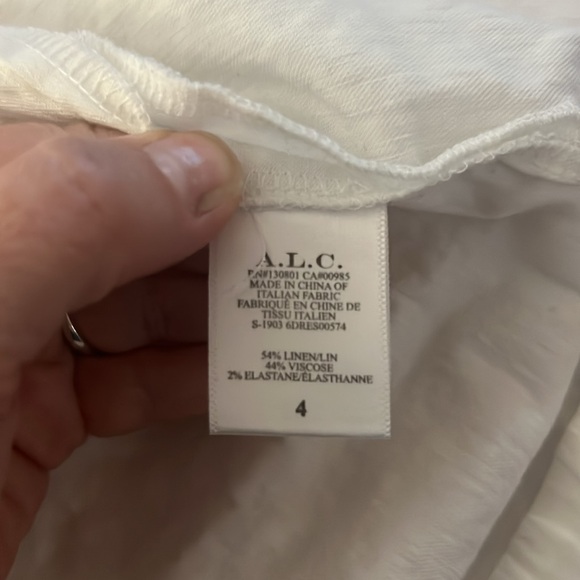 A.L.C.
RN#130801 CA#00985
MADE IN CHINA OF
ITALIAN FABRIC
FABRIQUÉ EN CHINE DE
TISSU ITALIEN
S-1903 6DRES00574
54% LINEN/LIN
44% VISCOSE
2% ELASTANE/ÉLASTHANNE
4